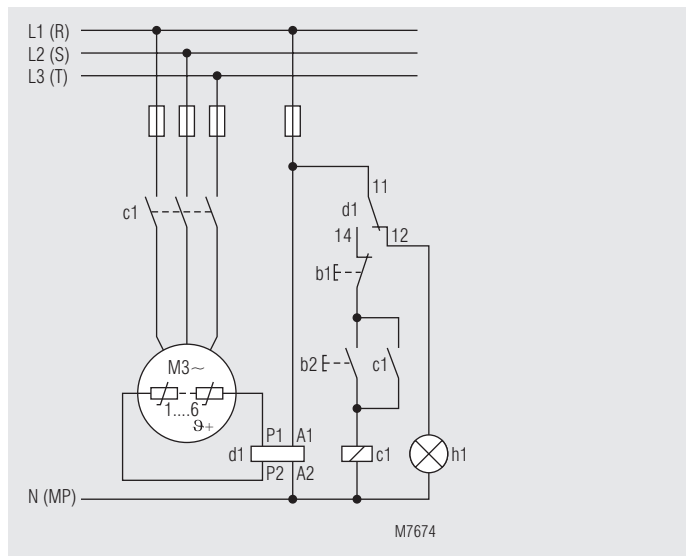 L1 (R)
L2 (S)
L3 (T)
11
d1
14 12
c1
b1
M3~
b2 c1
1....6
ϑ+
P1 A1
d1 c1 h1
P2 A2
N (MP)
M7674